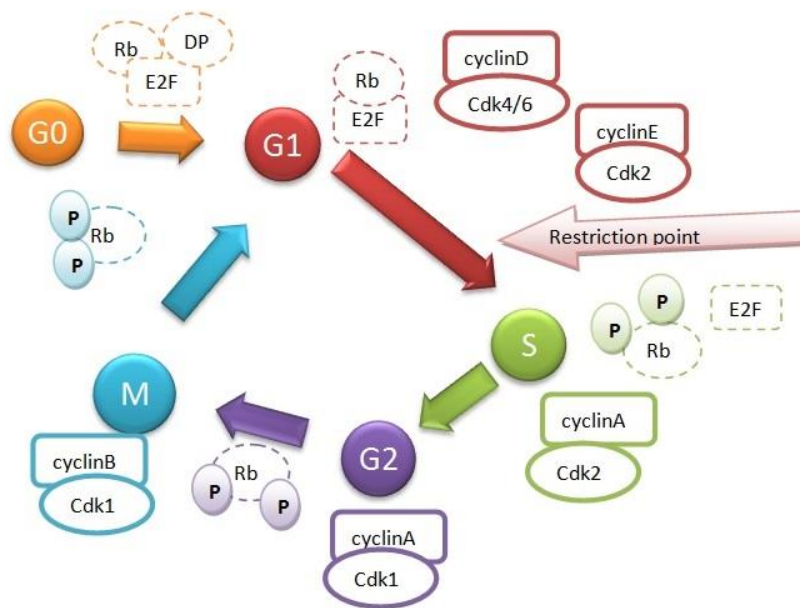 Rb
DP
E2F
G0
G1
Rb
E2F
cyclinD
Cdk4/6
cyclinE
Cdk2
Restriction point
P
P
Rb
S
P
P
Rb
E2F
cyclinA
Cdk2
M
cyclinB
Cdk1
P
Rb
P
G2
cyclinA
Cdk1